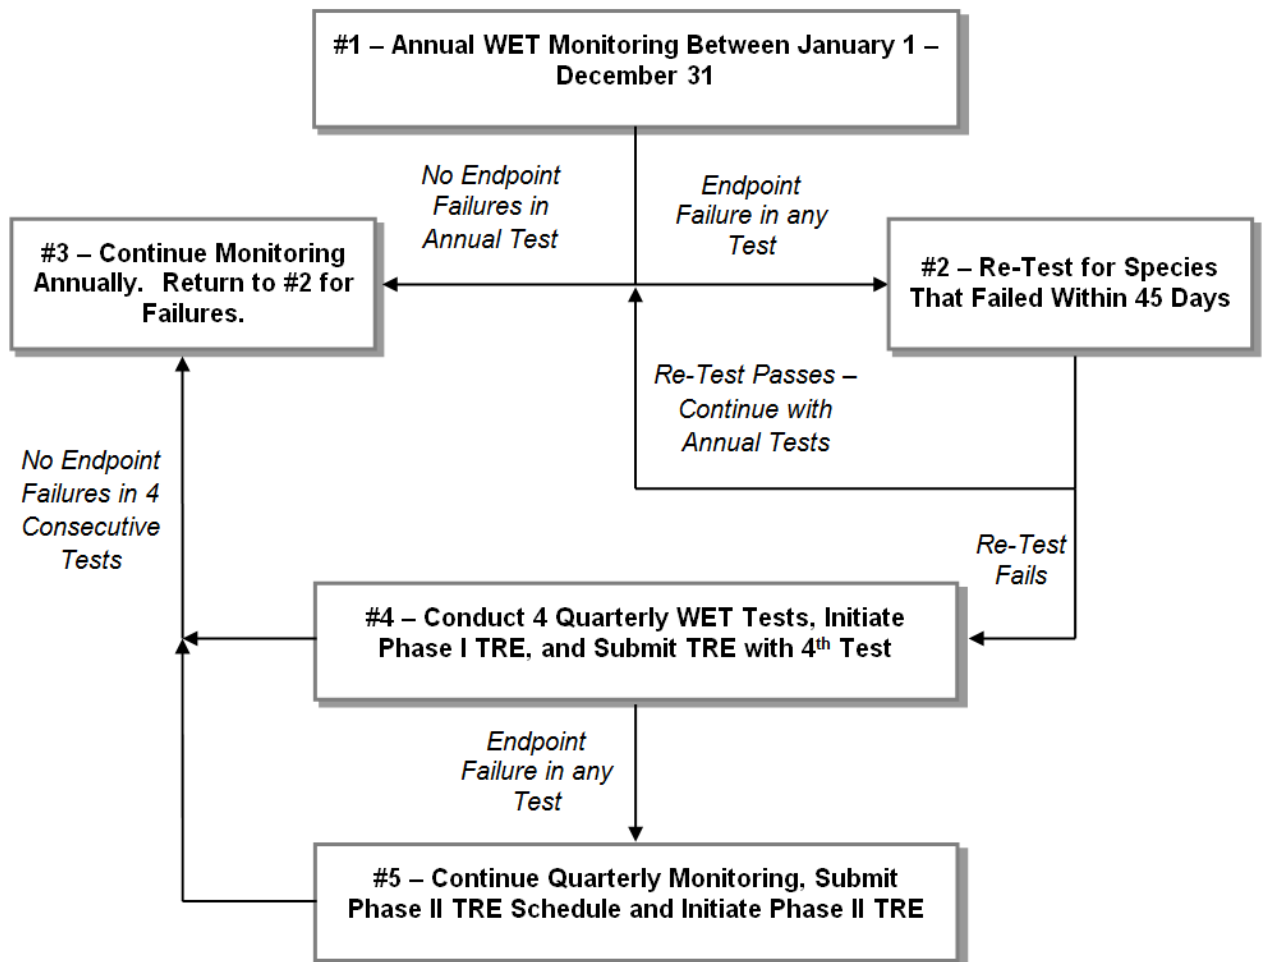 #1 – Annual WET Monitoring Between January 1 –
December 31
No Endpoint
Failures in
Annual Test
Endpoint
Failure in any
Test
#3 – Continue Monitoring
Annually.  Return to #2 for
Failures.
#2 – Re-Test for Species
That Failed Within 45 Days
Re-Test Passes –
Continue with
Annual Tests
No Endpoint
Failures in 4
Consecutive
Tests
Re-Test
Fails
#4 – Conduct 4 Quarterly WET Tests, Initiate
Phase I TRE, and Submit TRE with 4th Test
Endpoint
Failure in any
Test
#5 – Continue Quarterly Monitoring, Submit
Phase II TRE Schedule and Initiate Phase II TRE